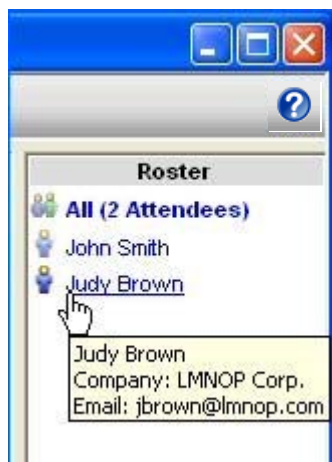 ?
Roster
All (2 Attendees)
John Smith
Judy Brown
Judy Brown
Company: LMNOP Corp.
Email: jbrown@lmnop.com